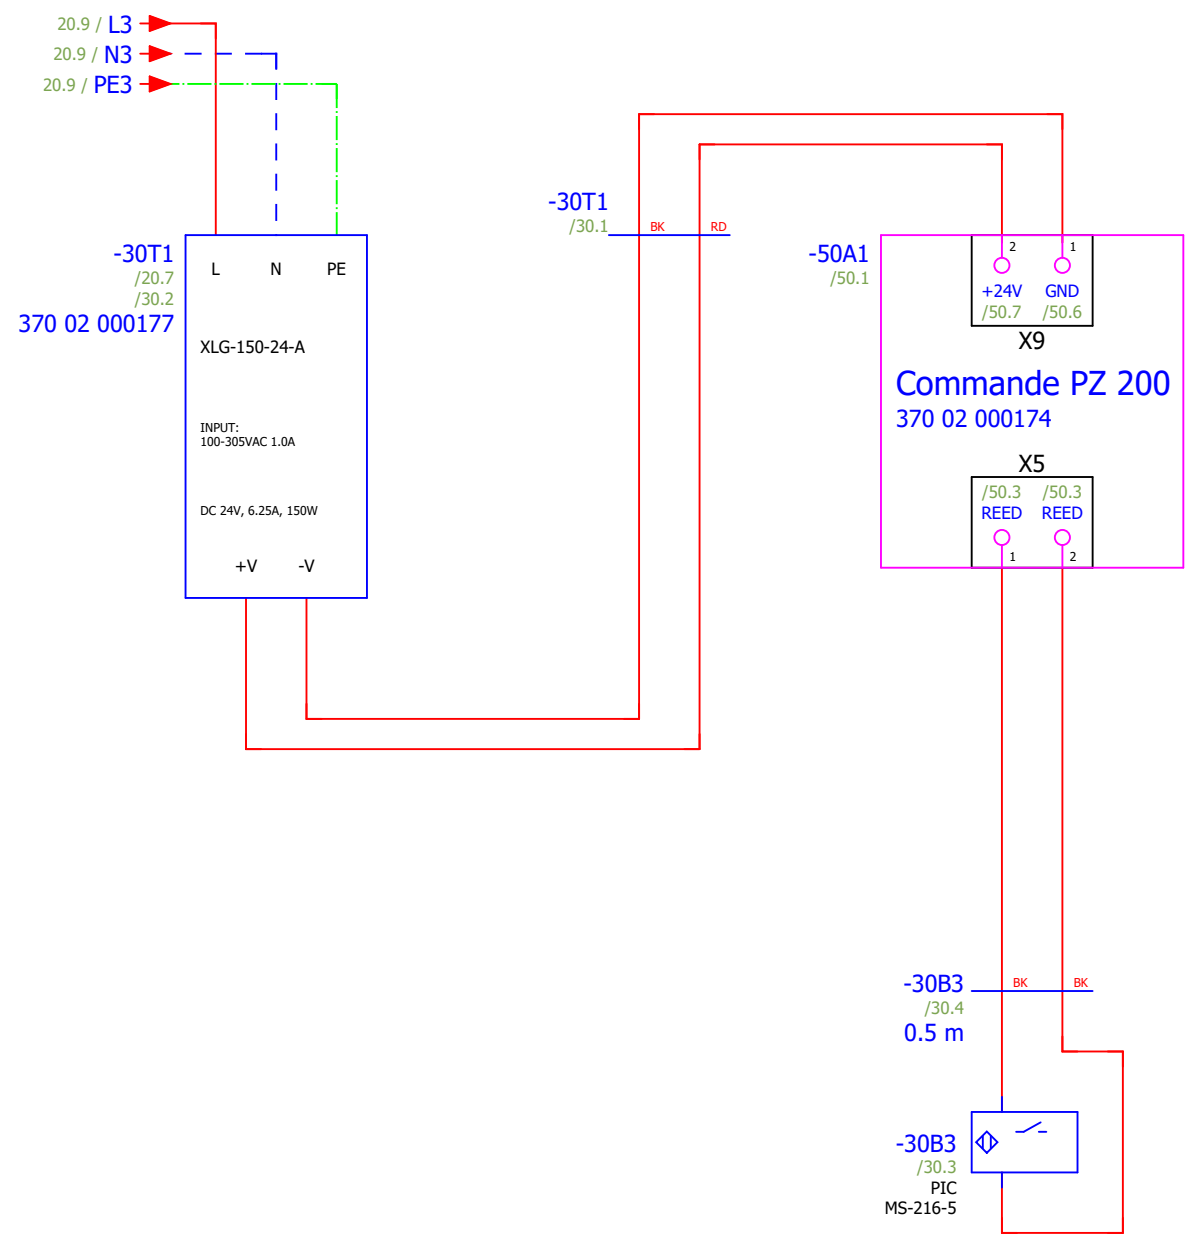 20.9 / L3
20.9 / N3
20.9 / PE3
-30T1
/20.7
/30.2
370 02 000177
L N PE
XLG-150-24-A
INPUT:
100-305VAC 1.0A
DC 24V, 6.25A, 150W
+V -V
-30T1
/30.1
BK RD
-50A1
/50.1
2 1
+24V GND
/50.7 /50.6
X9
Commande PZ 200
370 02 000174
X5
/50.3 /50.3
REED REED
1 2
-30B3
/30.4
0.5 m
BK BK
-30B3
/30.3
PIC
MS-216-5